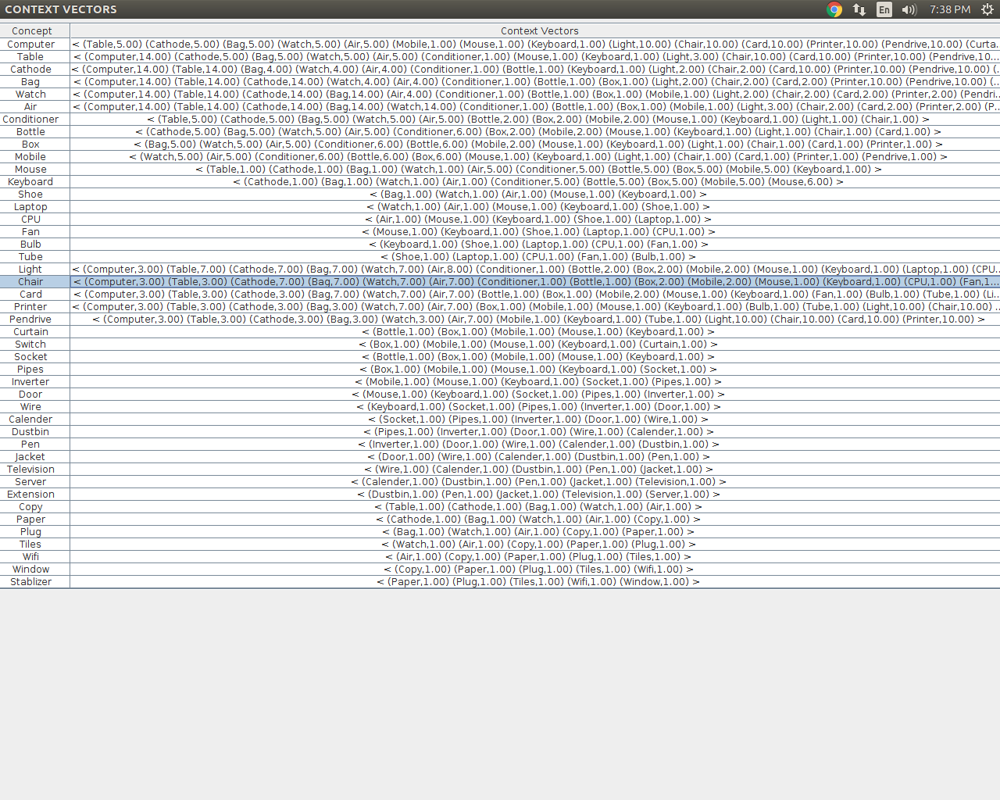 CONTEXT VECTORS En 7:38 PM
Concept Context Vectors
Computer < (Table,5.00) (Cathode,5.00) (Bag,5.00) (Watch,5.00) (Air,5.00) (Mobile,1.00) (Mouse,1.00) (Keyboard,1.00) (Light,10.00) (Chair,10.00) (Card,10.00) (Printer,10.00) (Pendrive,10.00) (Curta...
Table < (Computer,14.00) (Cathode,5.00) (Bag,5.00) (Watch,5.00) (Air,5.00) (Conditioner,1.00) (Mouse,1.00) (Keyboard,1.00) (Light,3.00) (Chair,10.00) (Card,10.00) (Printer,10.00) (Pendrive,10...
Cathode < (Computer,14.00) (Table,14.00) (Bag,4.00) (Watch,4.00) (Air,4.00) (Conditioner,1.00) (Bottle,1.00) (Keyboard,1.00) (Light,2.00) (Chair,2.00) (Card,10.00) (Printer,10.00) (Pendrive,10.00) (...
Bag < (Computer,14.00) (Table,14.00) (Cathode,14.00) (Watch,4.00) (Air,4.00) (Conditioner,1.00) (Bottle,1.00) (Box,1.00) (Light,2.00) (Chair,2.00) (Card,2.00) (Printer,10.00) (Pendrive,10.00) (...
Watch < (Computer,14.00) (Table,14.00) (Cathode,14.00) (Bag,14.00) (Air,4.00) (Conditioner,1.00) (Bottle,1.00) (Box,1.00) (Mobile,1.00) (Light,2.00) (Chair,2.00) (Card,2.00) (Printer,2.00) (Pendri...
Air < (Computer,14.00) (Table,14.00) (Cathode,14.00) (Bag,14.00) (Watch,14.00) (Conditioner,1.00) (Bottle,1.00) (Box,1.00) (Mobile,1.00) (Light,3.00) (Chair,2.00) (Card,2.00) (Printer,2.00) (P...
Conditioner < (Table,5.00) (Cathode,5.00) (Bag,5.00) (Watch,5.00) (Air,5.00) (Bottle,2.00) (Box,2.00) (Mobile,2.00) (Mouse,1.00) (Keyboard,1.00) (Light,1.00) (Chair,1.00) >
Bottle < (Cathode,5.00) (Bag,5.00) (Watch,5.00) (Air,5.00) (Conditioner,6.00) (Box,2.00) (Mobile,2.00) (Mouse,1.00) (Keyboard,1.00) (Light,1.00) (Chair,1.00) (Card,1.00) >
Box < (Bag,5.00) (Watch,5.00) (Air,5.00) (Conditioner,6.00) (Bottle,6.00) (Mobile,2.00) (Mouse,1.00) (Keyboard,1.00) (Light,1.00) (Chair,1.00) (Card,1.00) (Printer,1.00) >
Mobile < (Watch,5.00) (Air,5.00) (Conditioner,6.00) (Bottle,6.00) (Box,6.00) (Mouse,1.00) (Keyboard,1.00) (Light,1.00) (Chair,1.00) (Card,1.00) (Printer,1.00) (Pendrive,1.00) >
Mouse < (Table,1.00) (Cathode,1.00) (Bag,1.00) (Watch,1.00) (Air,5.00) (Conditioner,5.00) (Bottle,5.00) (Box,5.00) (Mobile,5.00) (Keyboard,1.00) >
Keyboard < (Cathode,1.00) (Bag,1.00) (Watch,1.00) (Air,1.00) (Conditioner,5.00) (Bottle,5.00) (Box,5.00) (Mobile,5.00) (Mouse,6.00) >
Shoe < (Bag,1.00) (Watch,1.00) (Air,1.00) (Mouse,1.00) (Keyboard,1.00) >
Laptop < (Watch,1.00) (Air,1.00) (Mouse,1.00) (Keyboard,1.00) (Shoe,1.00) >
CPU < (Air,1.00) (Mouse,1.00) (Keyboard,1.00) (Shoe,1.00) (Laptop,1.00) >
Fan < (Mouse,1.00) (Keyboard,1.00) (Shoe,1.00) (Laptop,1.00) (CPU,1.00) >
Bulb < (Keyboard,1.00) (Shoe,1.00) (Laptop,1.00) (CPU,1.00) (Fan,1.00) >
Tube < (Shoe,1.00) (Laptop,1.00) (CPU,1.00) (Fan,1.00) (Bulb,1.00) >
Light < (Computer,3.00) (Table,7.00) (Cathode,7.00) (Bag,7.00) (Watch,7.00) (Air,8.00) (Conditioner,1.00) (Bottle,2.00) (Box,2.00) (Mobile,2.00) (Mouse,1.00) (Keyboard,1.00) (Laptop,1.00) (CPU...
Chair < (Computer,3.00) (Table,3.00) (Cathode,7.00) (Bag,7.00) (Watch,7.00) (Air,7.00) (Conditioner,1.00) (Bottle,1.00) (Box,2.00) (Mobile,2.00) (Mouse,1.00) (Keyboard,1.00) (CPU,1.00) (Fan,1...
Card < (Computer,3.00) (Table,3.00) (Cathode,3.00) (Bag,7.00) (Watch,7.00) (Air,7.00) (Bottle,1.00) (Box,1.00) (Mobile,2.00) (Mouse,1.00) (Keyboard,1.00) (Fan,1.00) (Bulb,1.00) (Tube,1.00) (Li...
Printer < (Computer,3.00) (Table,3.00) (Cathode,3.00) (Bag,3.00) (Watch,7.00) (Air,7.00) (Box,1.00) (Mobile,1.00) (Mouse,1.00) (Keyboard,1.00) (Bulb,1.00) (Tube,1.00) (Light,10.00) (Chair,10.00) ...
Pendrive < (Computer,3.00) (Table,3.00) (Cathode,3.00) (Bag,3.00) (Watch,3.00) (Air,7.00) (Mobile,1.00) (Keyboard,1.00) (Tube,1.00) (Light,10.00) (Chair,10.00) (Card,10.00) (Printer,10.00) >
Curtain < (Bottle,1.00) (Box,1.00) (Mobile,1.00) (Mouse,1.00) (Keyboard,1.00) >
Switch < (Box,1.00) (Mobile,1.00) (Mouse,1.00) (Keyboard,1.00) (Curtain,1.00) >
Socket < (Bottle,1.00) (Box,1.00) (Mobile,1.00) (Mouse,1.00) (Keyboard,1.00) >
Pipes < (Box,1.00) (Mobile,1.00) (Mouse,1.00) (Keyboard,1.00) (Socket,1.00) >
Inverter < (Mobile,1.00) (Mouse,1.00) (Keyboard,1.00) (Socket,1.00) (Pipes,1.00) >
Door < (Mouse,1.00) (Keyboard,1.00) (Socket,1.00) (Pipes,1.00) (Inverter,1.00) >
Wire < (Keyboard,1.00) (Socket,1.00) (Pipes,1.00) (Inverter,1.00) (Door,1.00) >
Calender < (Socket,1.00) (Pipes,1.00) (Inverter,1.00) (Door,1.00) (Wire,1.00) >
Dustbin < (Pipes,1.00) (Inverter,1.00) (Door,1.00) (Wire,1.00) (Calender,1.00) >
Pen < (Inverter,1.00) (Door,1.00) (Wire,1.00) (Calender,1.00) (Dustbin,1.00) >
Jacket < (Door,1.00) (Wire,1.00) (Calender,1.00) (Dustbin,1.00) (Pen,1.00) >
Television < (Wire,1.00) (Calender,1.00) (Dustbin,1.00) (Pen,1.00) (Jacket,1.00) >
Server < (Calender,1.00) (Dustbin,1.00) (Pen,1.00) (Jacket,1.00) (Television,1.00) >
Extension < (Dustbin,1.00) (Pen,1.00) (Jacket,1.00) (Television,1.00) (Server,1.00) >
Copy < (Table,1.00) (Cathode,1.00) (Bag,1.00) (Watch,1.00) (Air,1.00) >
Paper < (Cathode,1.00) (Bag,1.00) (Watch,1.00) (Air,1.00) (Copy,1.00) >
Plug < (Bag,1.00) (Watch,1.00) (Air,1.00) (Copy,1.00) (Paper,1.00) >
Tiles < (Watch,1.00) (Air,1.00) (Copy,1.00) (Paper,1.00) (Plug,1.00) >
Wifi < (Air,1.00) (Copy,1.00) (Paper,1.00) (Plug,1.00) (Tiles,1.00) >
Window < (Copy,1.00) (Paper,1.00) (Plug,1.00) (Tiles,1.00) (Wifi,1.00) >
Stablizer < (Paper,1.00) (Plug,1.00) (Tiles,1.00) (Wifi,1.00) (Window,1.00) >